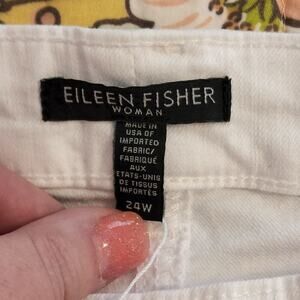 EILEEN FISHER
WOMAN
MADE IN
USA OF
IMPORTED
FABRIC/
FABRIQUÉ
AUX
ETATS-UNIS
DE TISSUS
IMPORTÉS
24W